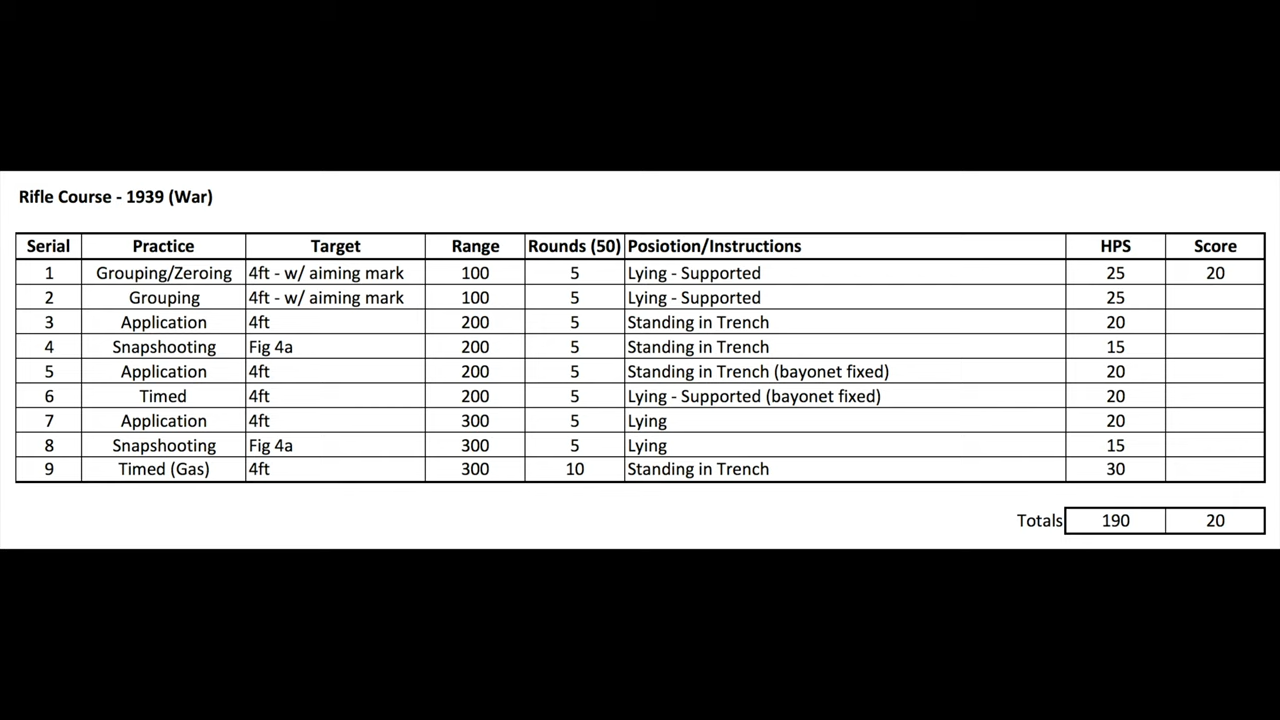 Rifle Course - 1939 (War)
Serial Practice Target Range Rounds (50) Posiotion/Instructions HPS Score
1 Grouping/Zeroing 4ft - w/ aiming mark 100 5 Lying - Supported 25 20
2 Grouping 4ft - w/ aiming mark 100 5 Lying - Supported 25
3 Application 4ft 200 5 Standing in Trench 20
4 Snapshooting Fig 4a 200 5 Standing in Trench 15
5 Application 4ft 200 5 Standing in Trench (bayonet fixed) 20
6 Timed 4ft 200 5 Lying - Supported (bayonet fixed) 20
7 Application 4ft 300 5 Lying 20
8 Snapshooting Fig 4a 300 5 Lying 15
9 Timed (Gas) 4ft 300 10 Standing in Trench 30
Totals 190 20